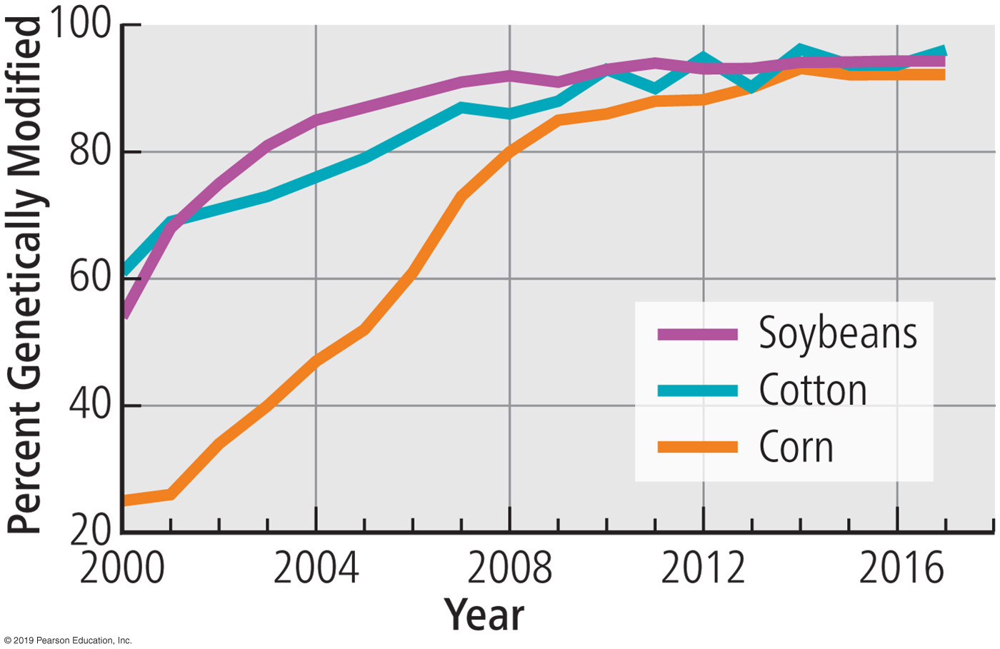 Percent Genetically Modified
100
80
60
40
20
Soybeans
Cotton
Corn
2000 2004 2008 2012 2016
Year
© 2019 Pearson Education, Inc.